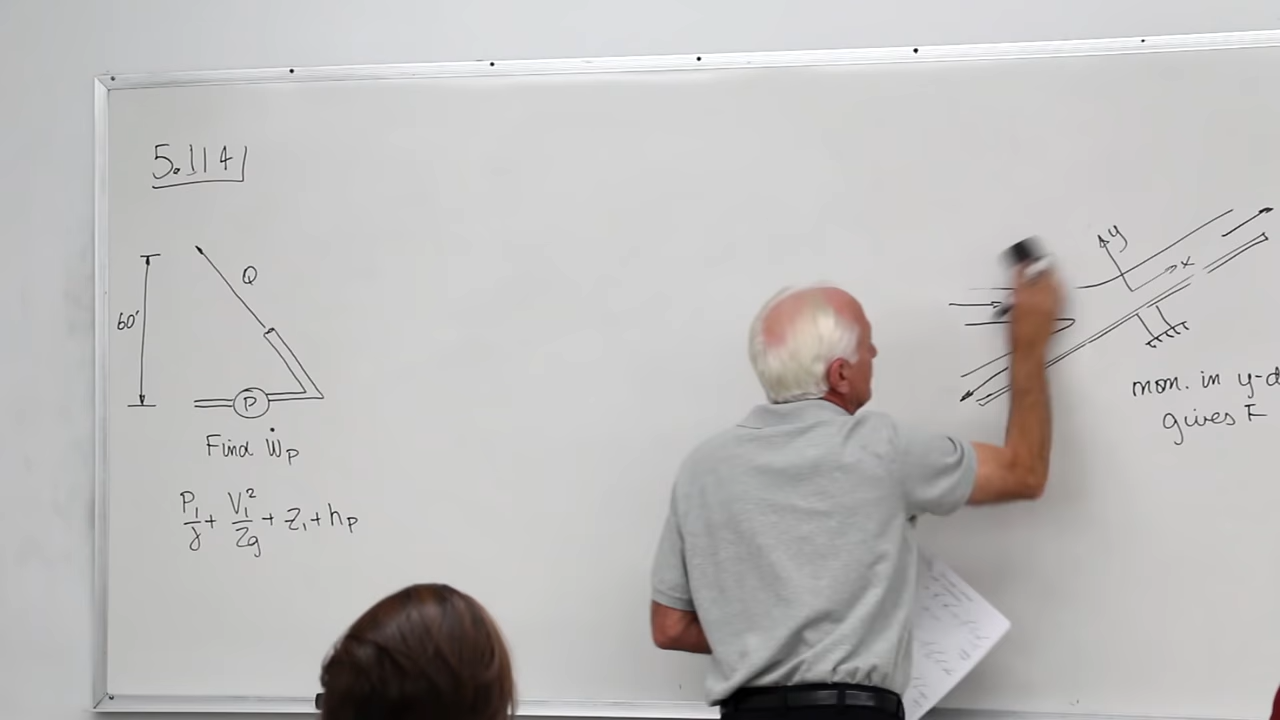 5.114
Q
60'
P
Find Ẇp
P₁/γ + V₁²/2g + z₁ + hp
y
x
mom. in y-d
gives F